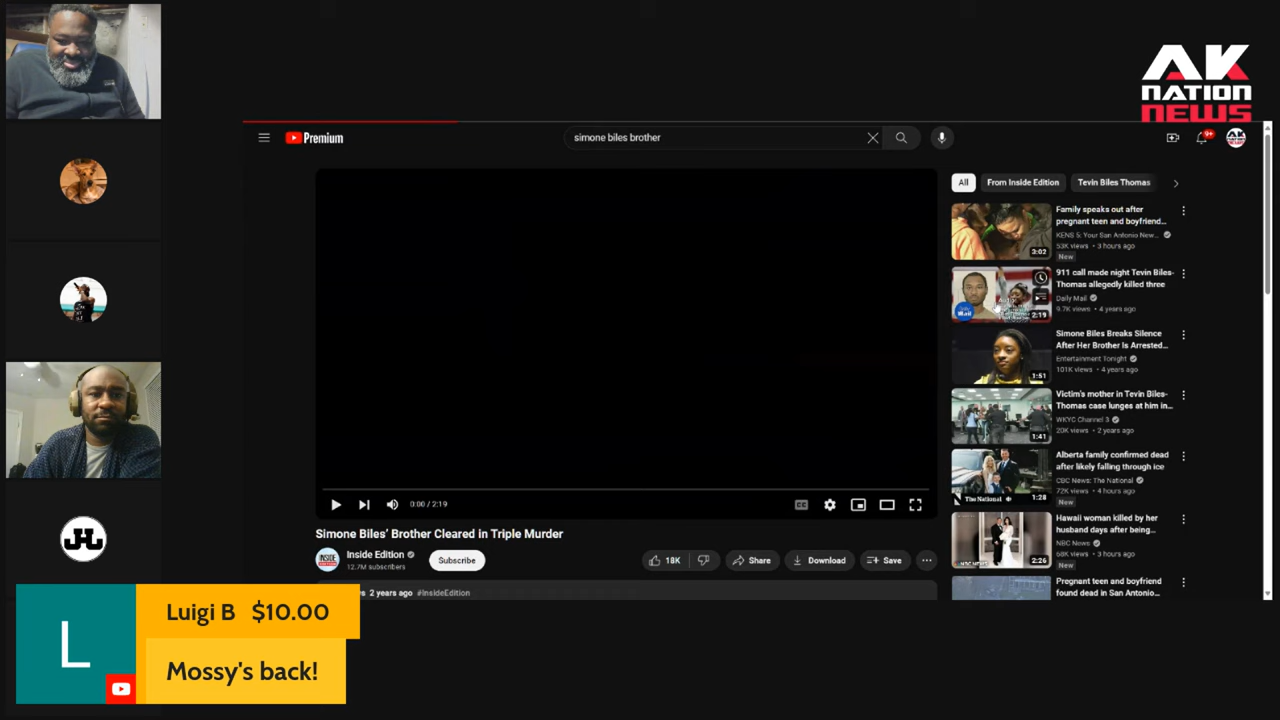 AK
NATION
NEWS
Premium
simone biles brother
9+
All
From Inside Edition
Tevin Biles Thomas
Family speaks out after
pregnant teen and boyfriend...
KENS 5: Your San Antonio New...
53K views • 3 hours ago
New
3:02
911 call made night Tevin Biles-
Thomas allegedly killed three
Daily Mail
9.7K views • 4 years ago
Mail
2:19
Simone Biles Breaks Silence
After Her Brother Is Arrested...
Entertainment Tonight
101K views • 4 years ago
1:51
Victim's mother in Tevin Biles-
Thomas case lunges at him in...
WKYC Channel 3
20K views • 2 years ago
1:41
Alberta family confirmed dead
after likely falling through ice
CBC News: The National
72K views • 4 hours ago
New
The National
1:28
Hawaii woman killed by her
husband days after being...
NBC News
68K views • 3 hours ago
New
2:26
Pregnant teen and boyfriend
found dead in San Antonio...
0:00 / 2:19
CC
Simone Biles' Brother Cleared in Triple Murder
INSIDE
Inside Edition
12.7M subscribers
Subscribe
18K
Share
Download
Save
2 years ago #InsideEdition
JJL
L
Luigi B $10.00
Mossy's back!